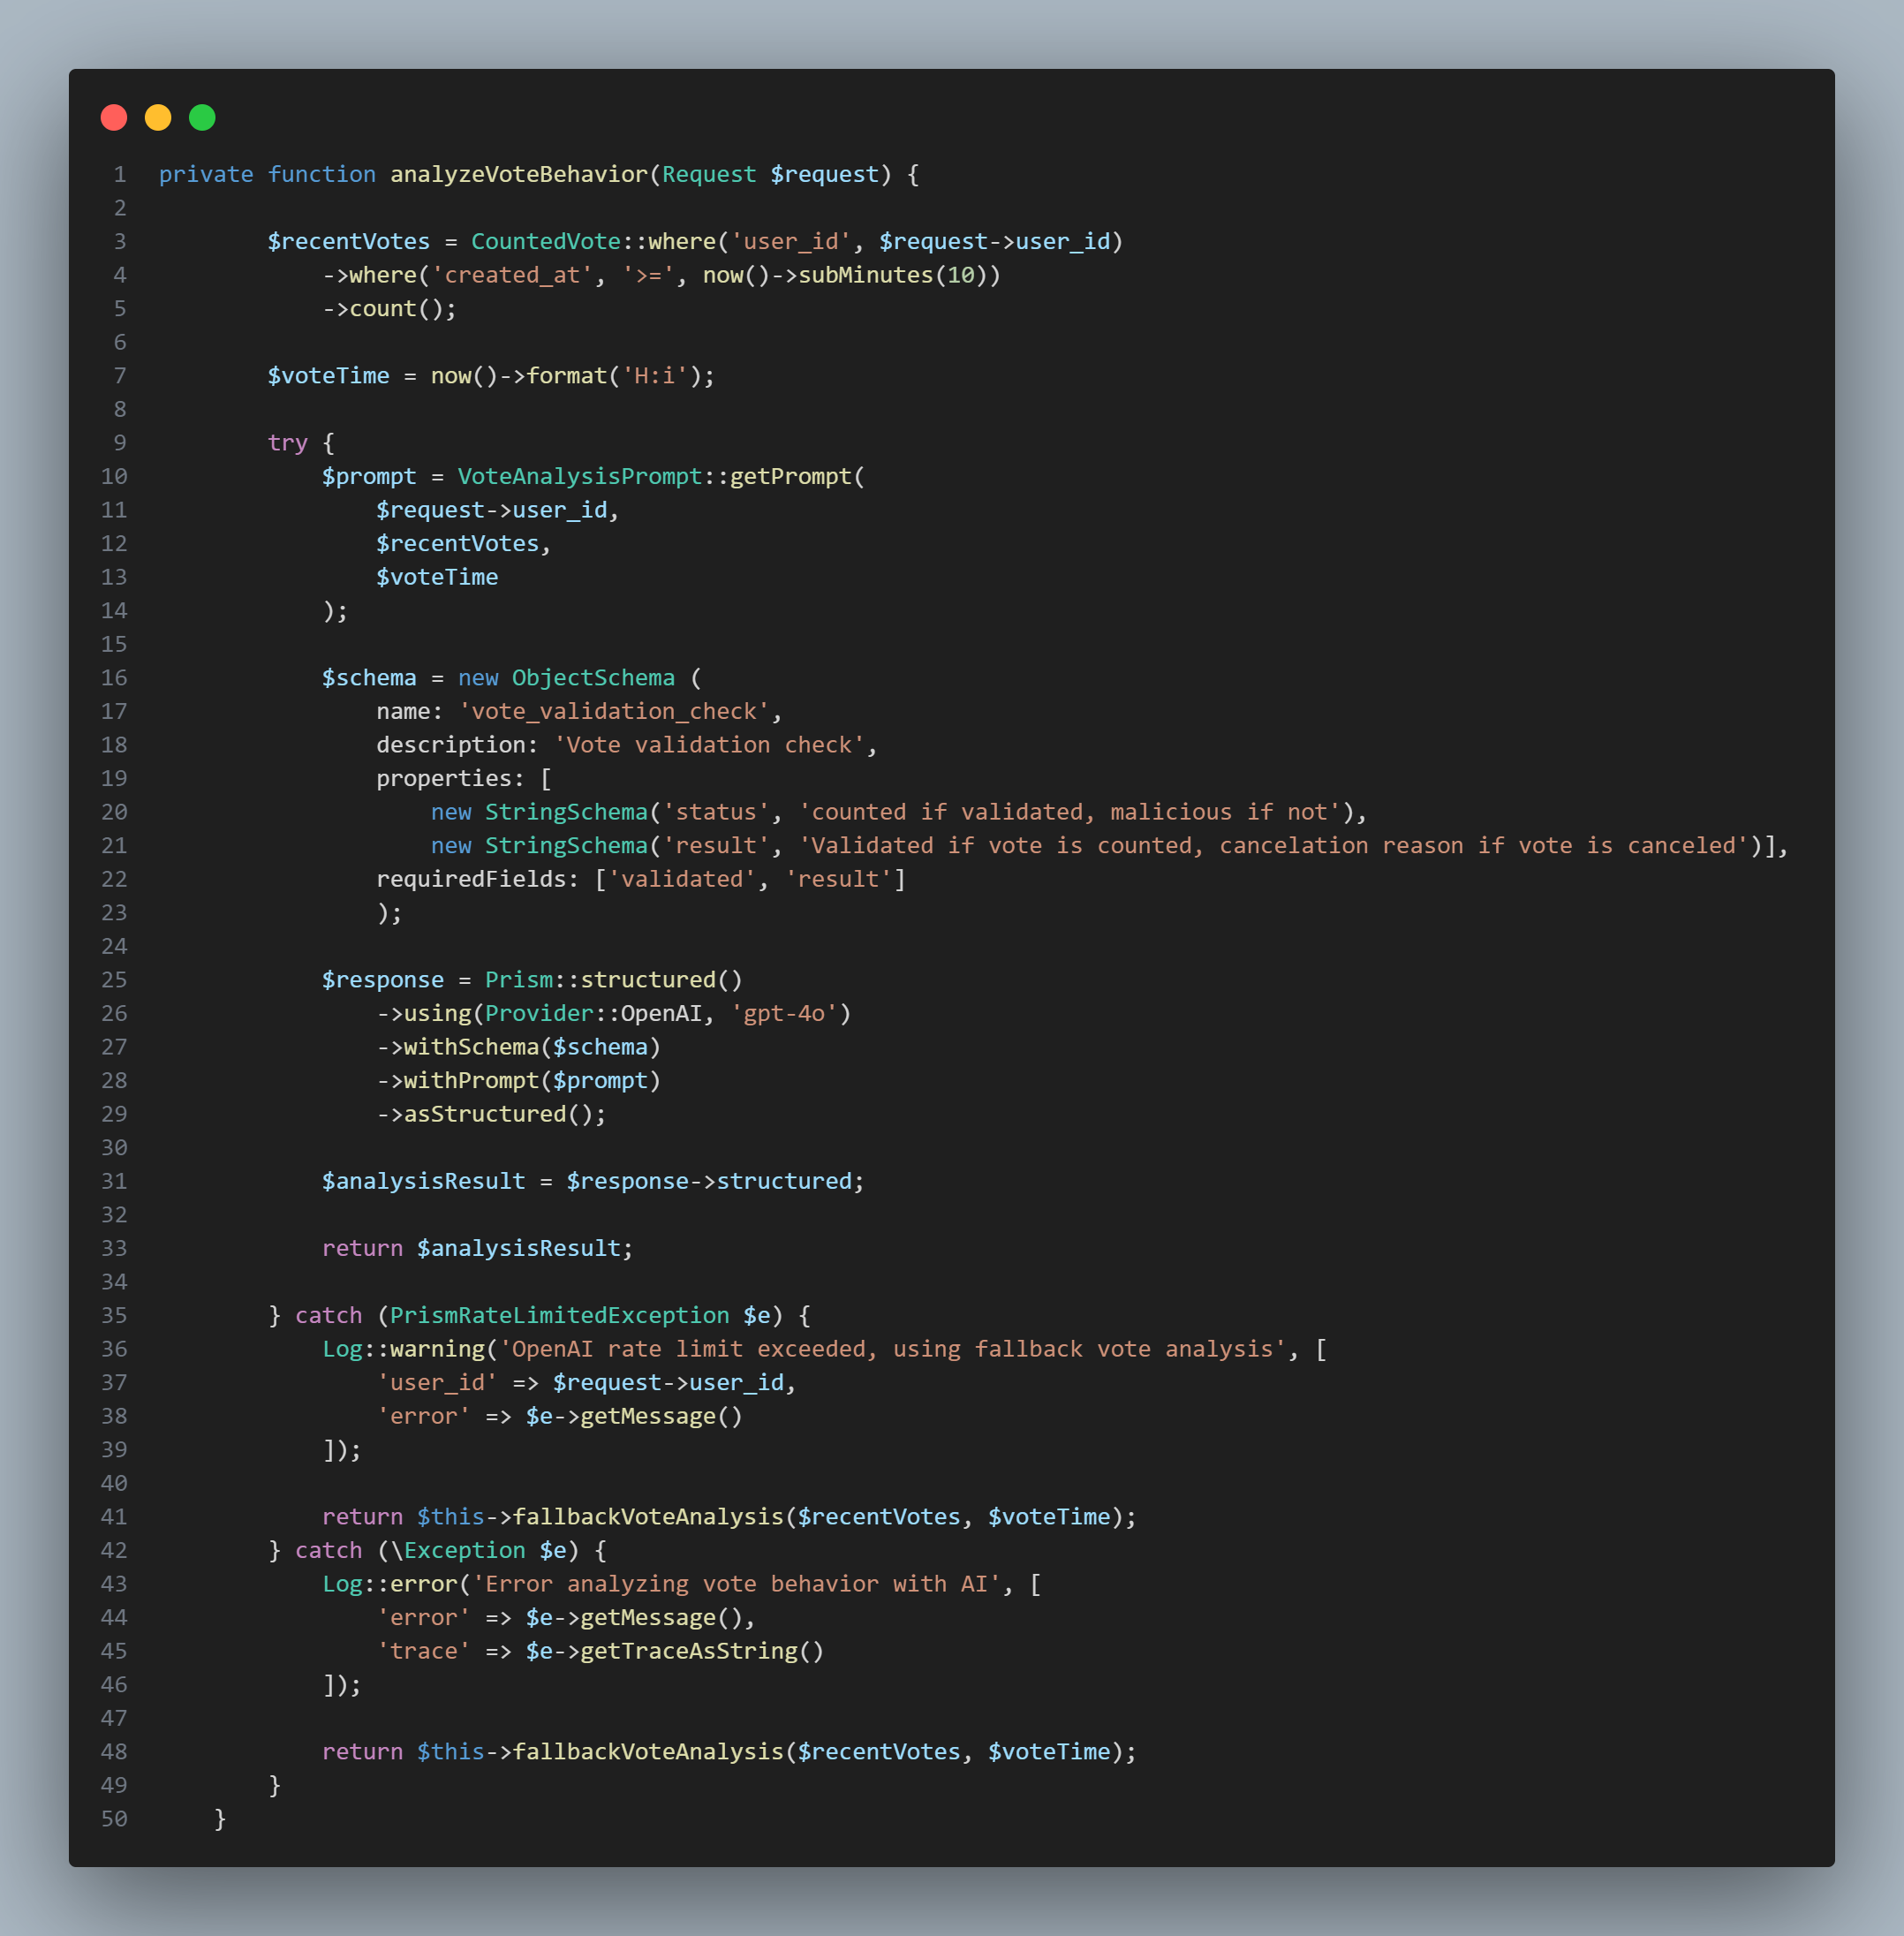 1 private function analyzeVoteBehavior(Request $request) {
2
3         $recentVotes = CountedVote::where('user_id', $request->user_id)
4             ->where('created_at', '>=', now()->subMinutes(10))
5             ->count();
6
7         $voteTime = now()->format('H:i');
8
9         try {
10             $prompt = VoteAnalysisPrompt::getPrompt(
11                 $request->user_id,
12                 $recentVotes,
13                 $voteTime
14             );
15
16             $schema = new ObjectSchema (
17                 name: 'vote_validation_check',
18                 description: 'Vote validation check',
19                 properties: [
20                     new StringSchema('status', 'counted if validated, malicious if not'),
21                     new StringSchema('result', 'Validated if vote is counted, cancelation reason if vote is canceled')],
22                 requiredFields: ['validated', 'result']
23                 );
24
25             $response = Prism::structured()
26                 ->using(Provider::OpenAI, 'gpt-4o')
27                 ->withSchema($schema)
28                 ->withPrompt($prompt)
29                 ->asStructured();
30
31             $analysisResult = $response->structured;
32
33             return $analysisResult;
34
35         } catch (PrismRateLimitedException $e) {
36             Log::warning('OpenAI rate limit exceeded, using fallback vote analysis', [
37                 'user_id' => $request->user_id,
38                 'error' => $e->getMessage()
39             ]);
40
41             return $this->fallbackVoteAnalysis($recentVotes, $voteTime);
42         } catch (\Exception $e) {
43             Log::error('Error analyzing vote behavior with AI', [
44                 'error' => $e->getMessage(),
45                 'trace' => $e->getTraceAsString()
46             ]);
47
48             return $this->fallbackVoteAnalysis($recentVotes, $voteTime);
49         }
50     }